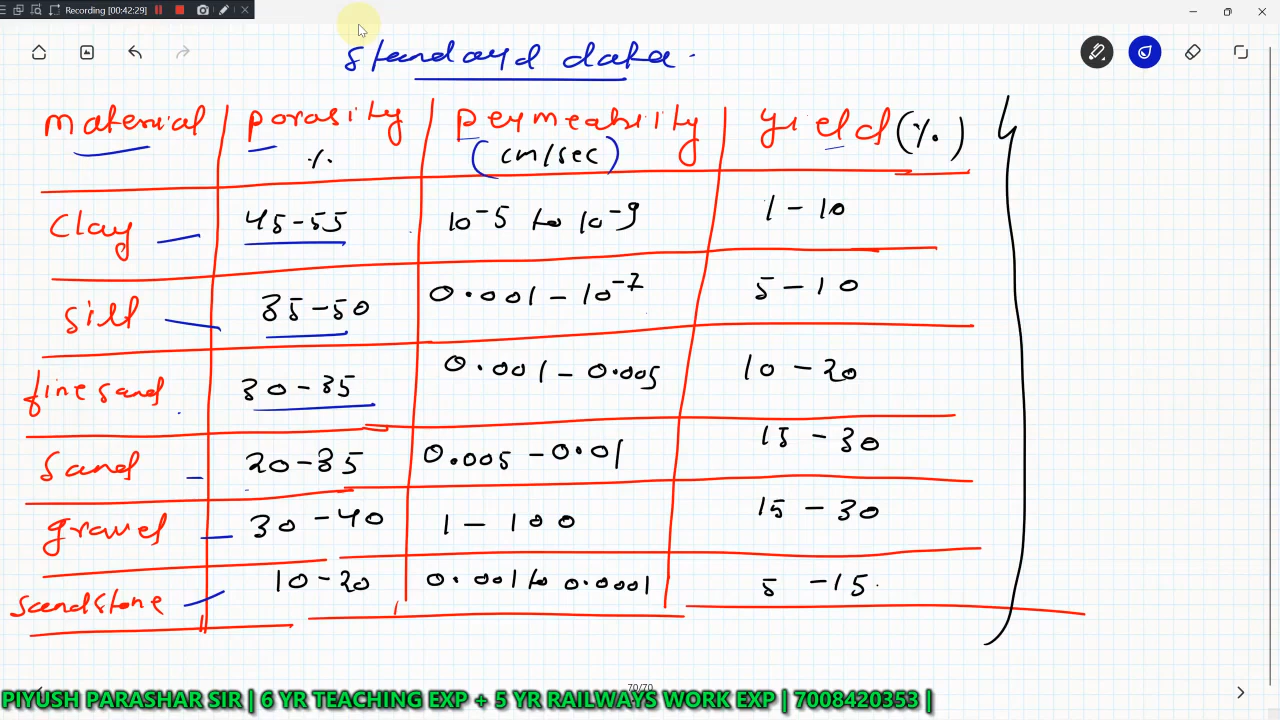 Recording [00:42:29]
standard data.
material porosity permeability yield (%)
% (cm/sec)
Clay 45-55 10⁻⁵ to 10⁻⁹ 1-10
Silt 35-50 0.001-10⁻⁷ 5-10
fine sand 30-35 0.001-0.005 10-20
Sand 20-35 0.005-0.01 15-30
gravel 30-40 1-100 15-30
Sandstone 10-20 0.001 to 0.0001 5-15
70/70
PIYUSH PARASHAR SIR | 6 YR TEACHING EXP + 5 YR RAILWAYS WORK EXP | 7008420353 |